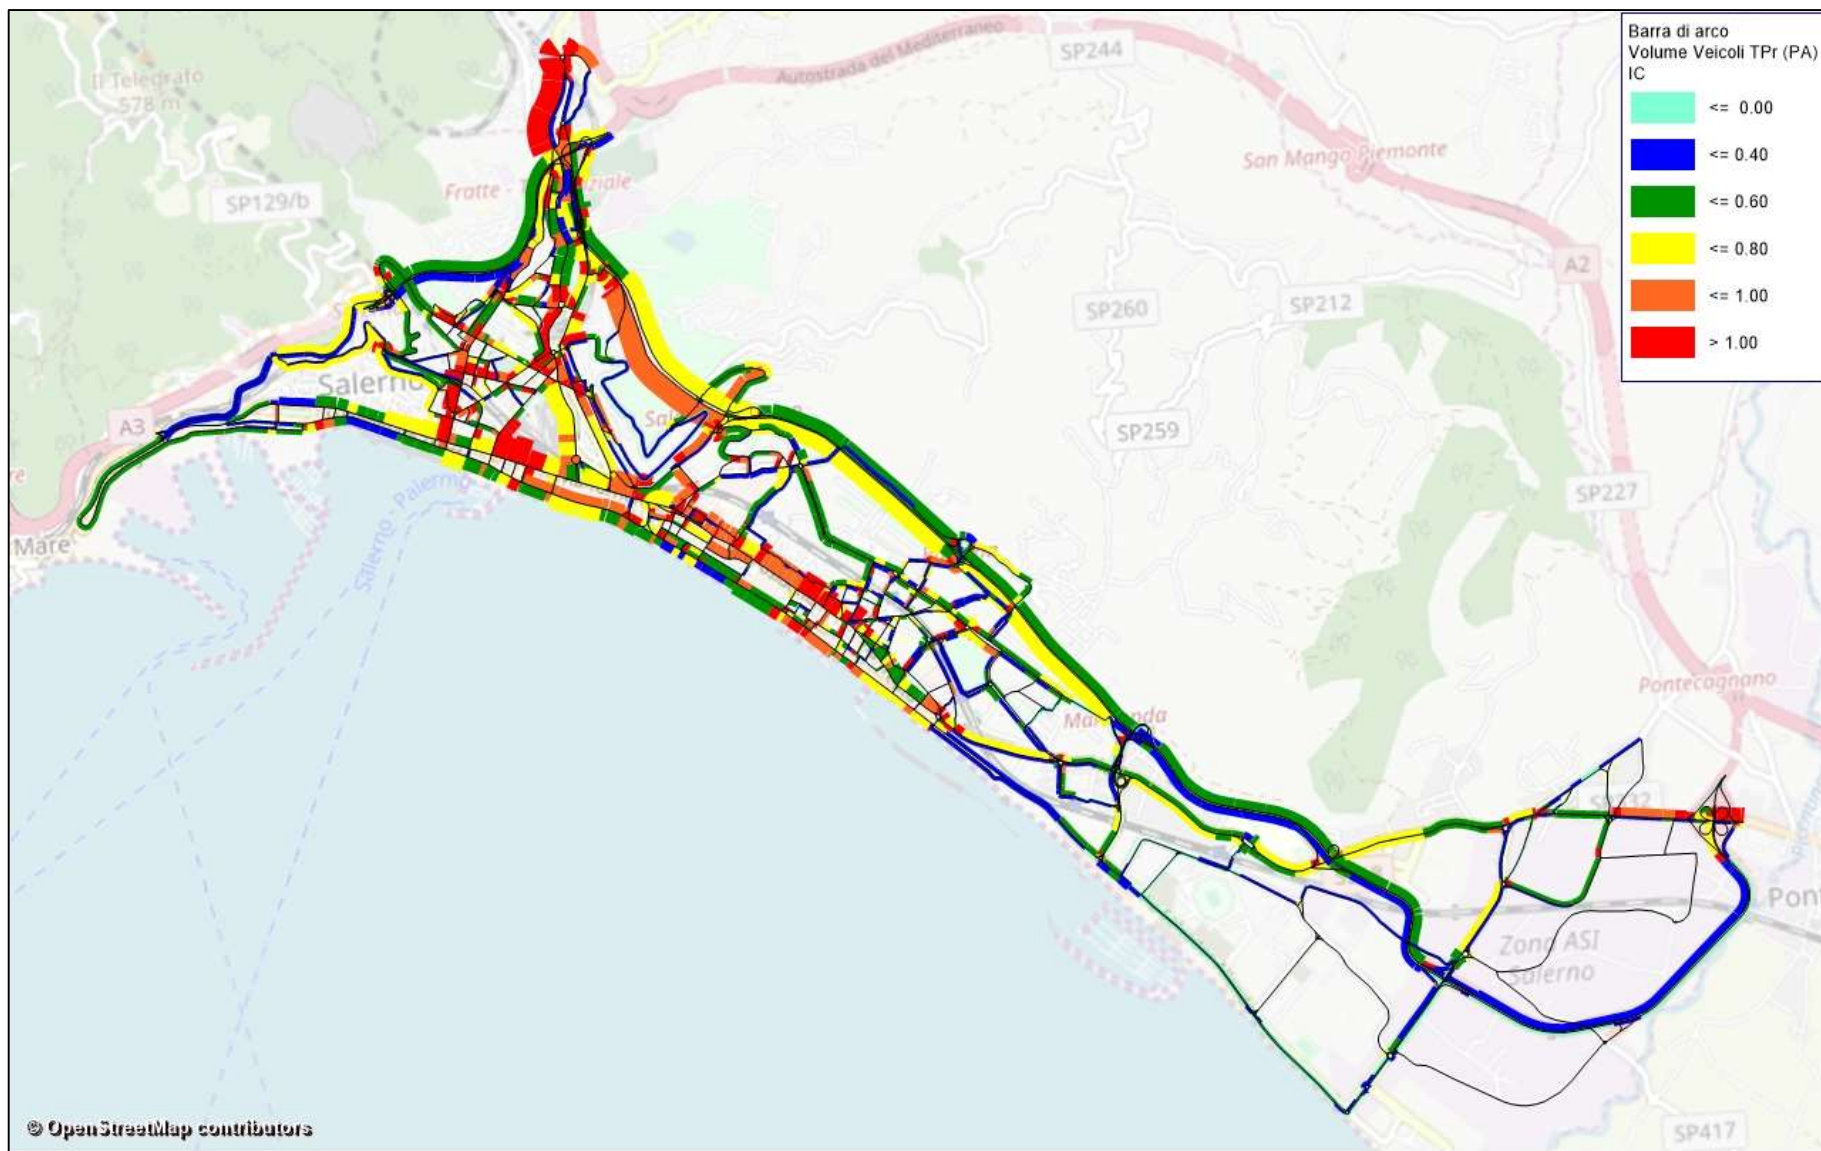 Barra di arco
Volume Veicoli TPr (PA)
IC
<= 0.00
<= 0.40
<= 0.60
<= 0.80
<= 1.00
> 1.00
Il Telegrafo
578 m
SP129/b
Autostrada del Mediterraneo
SP244
San Mango Piemonte
A2
SP260
SP212
SP259
SP227
Salerno
A3
Mare
Salerno - Palermo
Pontecagnano
Pont
Zona ASI
Salerno
SP417
© OpenStreetMap contributors